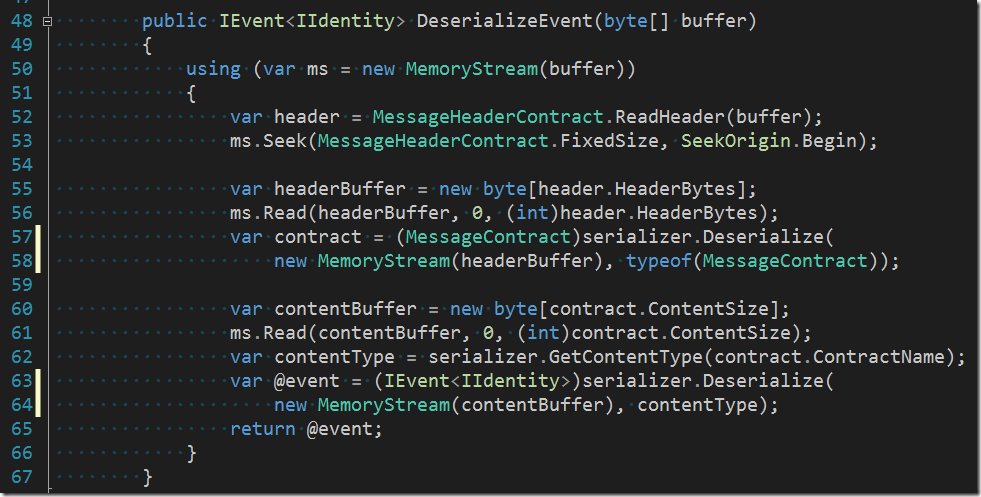 48 public IEvent<IIdentity> DeserializeEvent(byte[] buffer)
49 {
50 using (var ms = new MemoryStream(buffer))
51 {
52 var header = MessageHeaderContract.ReadHeader(buffer);
53 ms.Seek(MessageHeaderContract.FixedSize, SeekOrigin.Begin);
54
55 var headerBuffer = new byte[header.HeaderBytes];
56 ms.Read(headerBuffer, 0, (int)header.HeaderBytes);
57 var contract = (MessageContract)serializer.Deserialize(
58 new MemoryStream(headerBuffer), typeof(MessageContract));
59
60 var contentBuffer = new byte[contract.ContentSize];
61 ms.Read(contentBuffer, 0, (int)contract.ContentSize);
62 var contentType = serializer.GetContentType(contract.ContractName);
63 var @event = (IEvent<IIdentity>)serializer.Deserialize(
64 new MemoryStream(contentBuffer), contentType);
65 return @event;
66 }
67 }